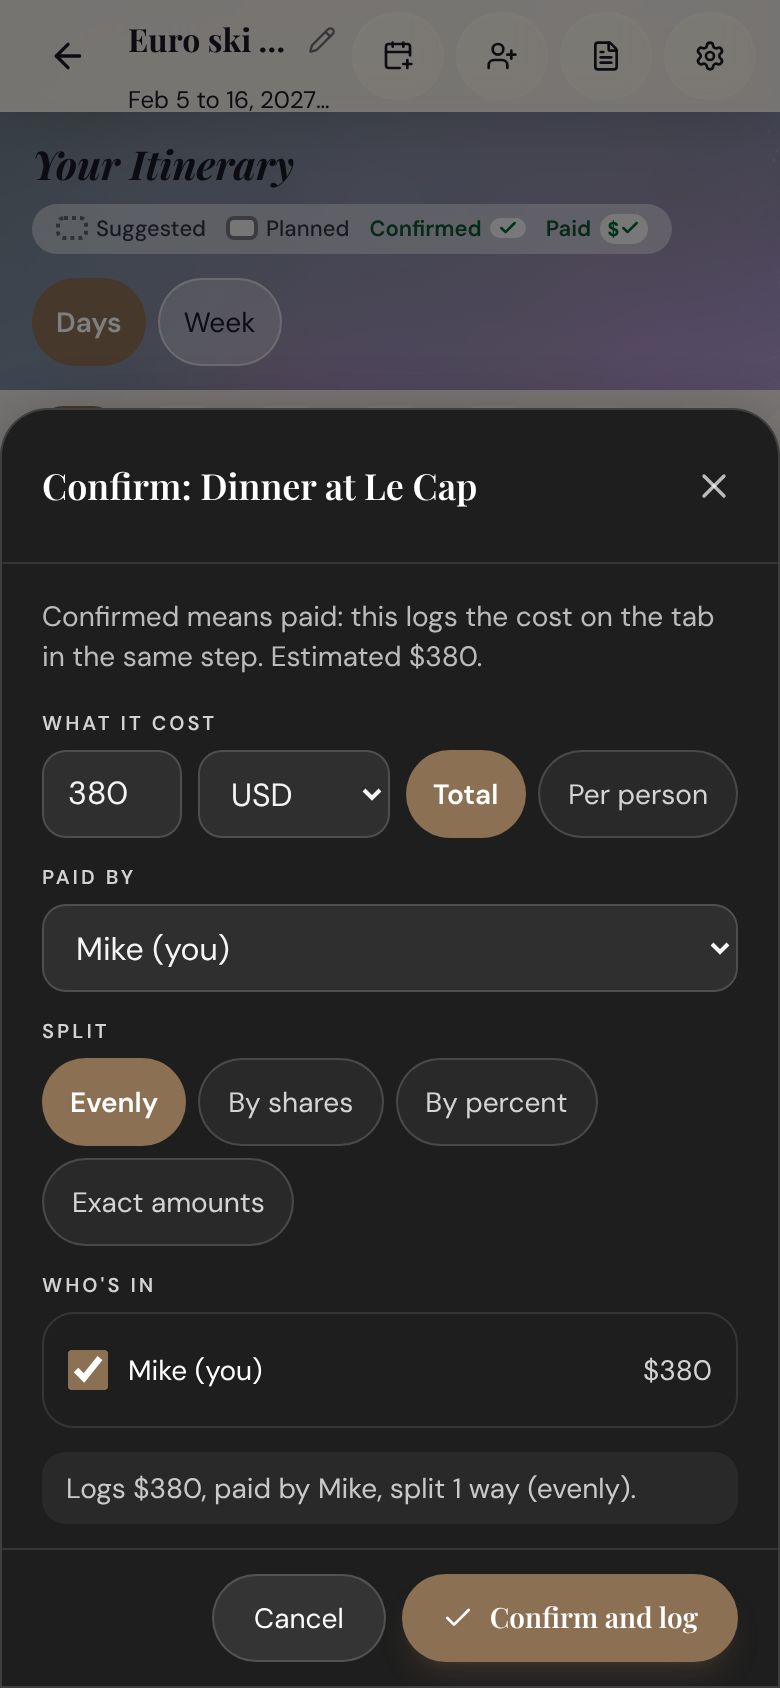 Euro ski ...
Feb 5 to 16, 2027...
Your Itinerary
Suggested Planned Confirmed Paid $
Days Week
Confirm: Dinner at Le Cap
Confirmed means paid: this logs the cost on the tab
in the same step. Estimated $380.
WHAT IT COST
380 USD Total Per person
PAID BY
Mike (you)
SPLIT
Evenly By shares By percent
Exact amounts
WHO'S IN
Mike (you) $380
Logs $380, paid by Mike, split 1 way (evenly).
Cancel Confirm and log